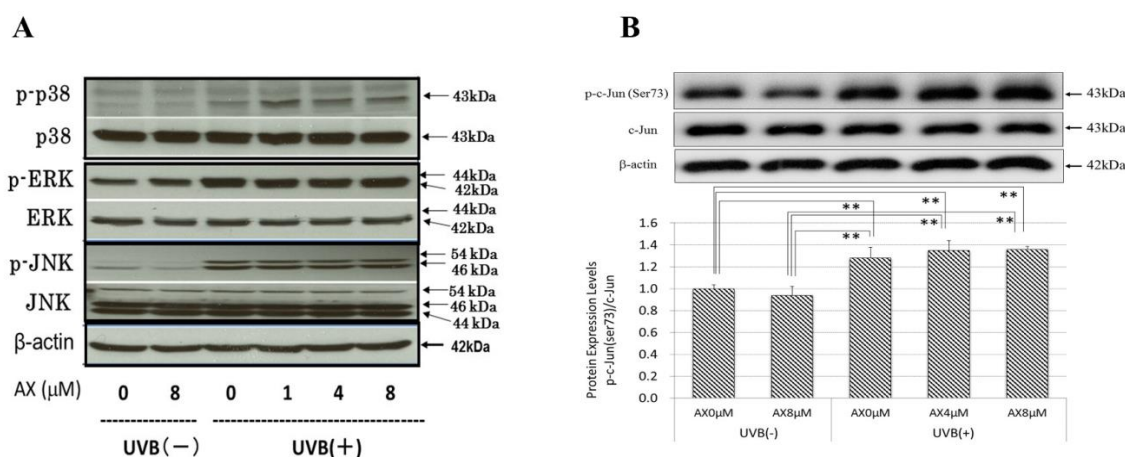 A
p-p38
43kDa
p38
43kDa
p-ERK
44kDa
42kDa
ERK
44kDa
42kDa
p-JNK
54 kDa
46 kDa
JNK
54 kDa
46 kDa
44 kDa
β-actin
42kDa
AX (μM) 0 8 0 1 4 8
UVB(—) UVB(+)
B
p-c-Jun (Ser73)
43kDa
c-Jun
43kDa
β-actin
42kDa
**
**
**
**
**
**
Protein Expression Levels
p-c-Jun(ser73)/c-Jun
1.6
1.4
1.2
1.0
0.8
0.6
0.4
0.2
0.0
AX0μM AX8μM AX0μM AX4μM AX8μM
UVB(-) UVB(+)